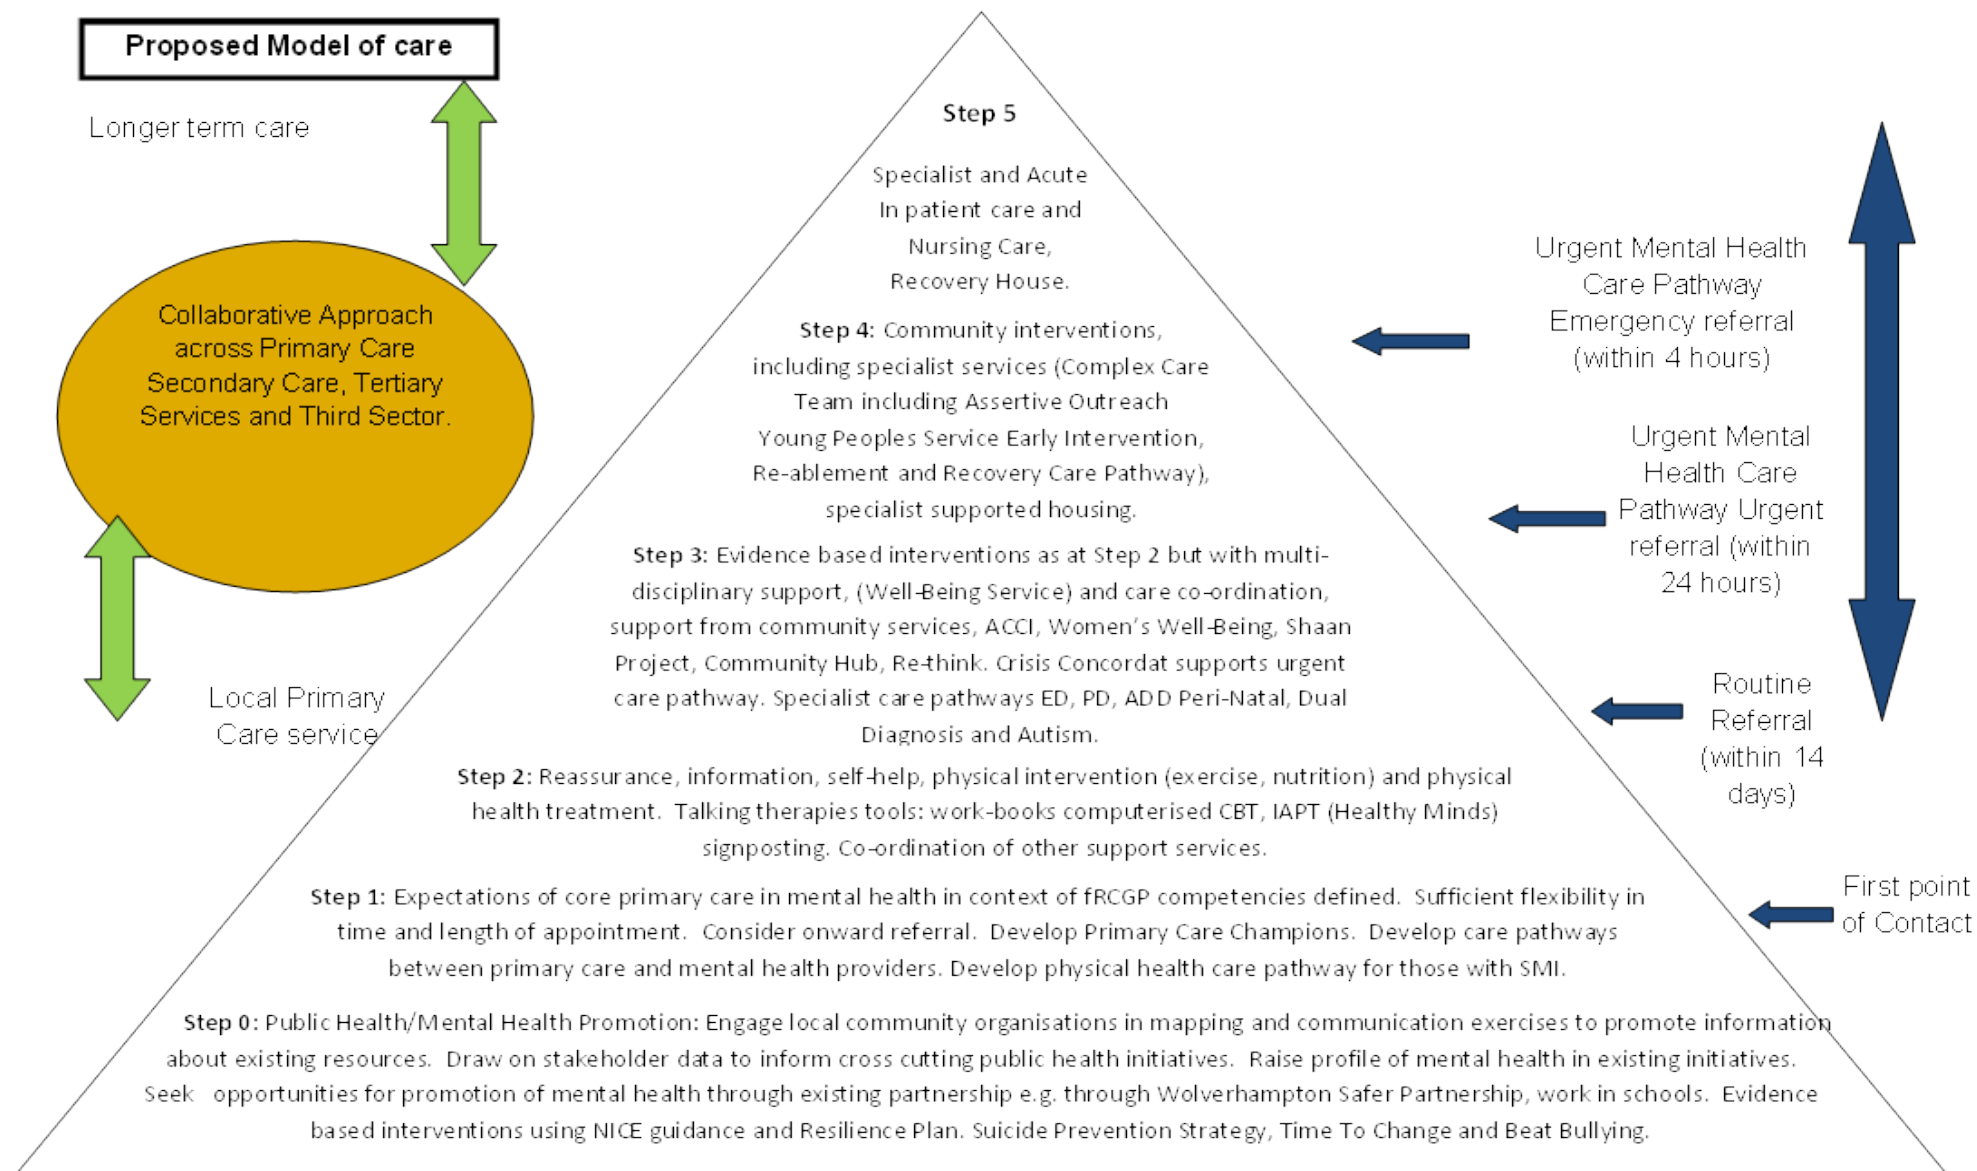 Proposed Model of care
Longer term care
Collaborative Approach
across Primary Care
Secondary Care, Tertiary
Services and Third Sector.
Local Primary
Care service
Step 5
Specialist and Acute
In patient care and
Nursing Care,
Recovery House.
Step 4: Community interventions,
including specialist services (Complex Care
Team including Assertive Outreach
Young Peoples Service Early Intervention,
Re-ablement and Recovery Care Pathway),
specialist supported housing.
Step 3: Evidence based interventions as at Step 2 but with multi-
disciplinary support, (Well-Being Service) and care co-ordination,
support from community services, ACCI, Women's Well-Being, Shaan
Project, Community Hub, Re-think. Crisis Concordat supports urgent
care pathway. Specialist care pathways ED, PD, ADD Peri-Natal, Dual
Diagnosis and Autism.
Step 2: Reassurance, information, self-help, physical intervention (exercise, nutrition) and physical
health treatment.  Talking therapies tools: work-books computerised CBT, IAPT (Healthy Minds)
signposting. Co-ordination of other support services.
Step 1: Expectations of core primary care in mental health in context of fRCGP competencies defined.  Sufficient flexibility in
time and length of appointment.  Consider onward referral.  Develop Primary Care Champions.  Develop care pathways
between primary care and mental health providers. Develop physical health care pathway for those with SMI.
Step 0: Public Health/Mental Health Promotion: Engage local community organisations in mapping and communication exercises to promote information
about existing resources.  Draw on stakeholder data to inform cross cutting public health initiatives.  Raise profile of mental health in existing initiatives.
Seek   opportunities for promotion of mental health through existing partnership e.g. through Wolverhampton Safer Partnership, work in schools.  Evidence
based interventions using NICE guidance and Resilience Plan. Suicide Prevention Strategy, Time To Change and Beat Bullying.
Urgent Mental Health
Care Pathway
Emergency referral
(within 4 hours)
Urgent Mental
Health Care
Pathway Urgent
referral (within
24 hours)
Routine
Referral
(within 14
days)
First point
of Contact